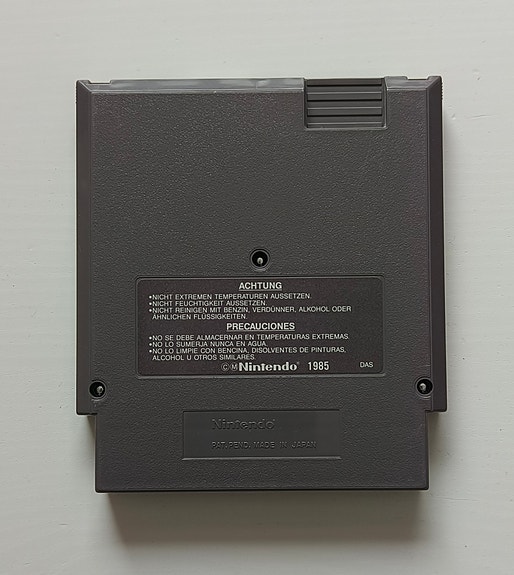 ACHTUNG
•NICHT EXTREMEN TEMPERATUREN AUSSETZEN.
•NICHT FEUCHTIGKEIT AUSSETZEN.
•NICHT REINIGEN MIT BENZIN, VERDÜNNER, ALKOHOL ODER
ÄHNLICHEN FLÜSSIGKEITEN.
PRECAUCIONES
•NO SE DEBE ALMACERNAR EN TEMPERATURAS EXTREMAS.
•NO LO SUMERJA NUNCA EN AGUA.
•NO LO LIMPIE CON BENCINA, DISOLVENTES DE PINTURAS,
ALCOHOL U OTROS SIMILARES.
©ⓂNintendo® 1985 DAS
Nintendo®
PAT. PEND. MADE IN JAPAN